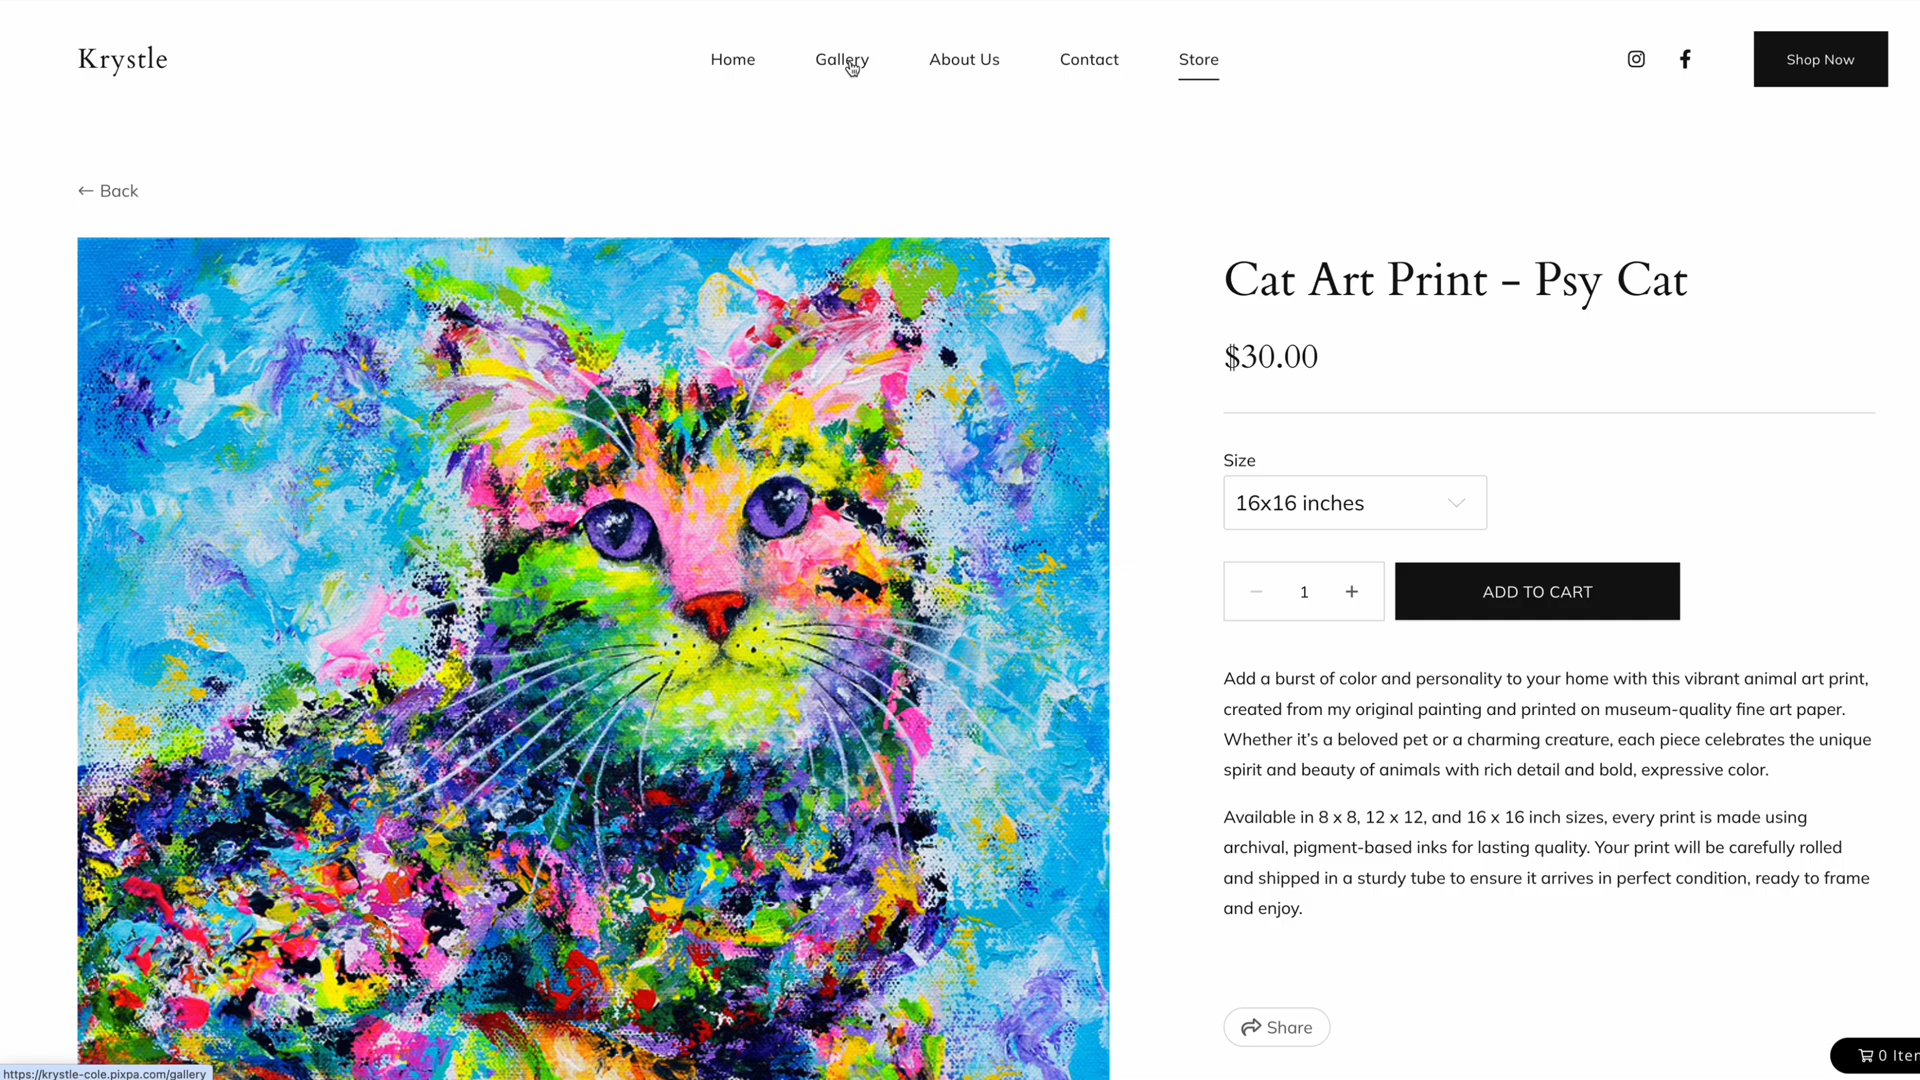 Krystle
Home
Gallery
About Us
Contact
Store
Shop Now
← Back
Cat Art Print - Psy Cat
$30.00
Size
16x16 inches
− 1 +
ADD TO CART
Add a burst of color and personality to your home with this vibrant animal art print,
created from my original painting and printed on museum-quality fine art paper.
Whether it’s a beloved pet or a charming creature, each piece celebrates the unique
spirit and beauty of animals with rich detail and bold, expressive color.
Available in 8 x 8, 12 x 12, and 16 x 16 inch sizes, every print is made using
archival, pigment-based inks for lasting quality. Your print will be carefully rolled
and shipped in a sturdy tube to ensure it arrives in perfect condition, ready to frame
and enjoy.
Share
0
https://krystle-cole.pixpa.com/gallery